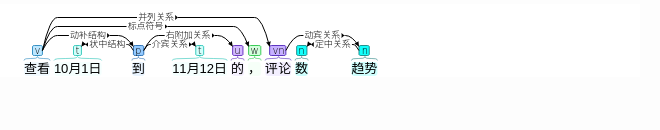 并列关系
标点符号
动补结构 右附加关系 动宾关系
状中结构 介宾关系 定中关系
v t p t u w vn n n
查看 10月1日 到 11月12日 的 ， 评论 数 趋势